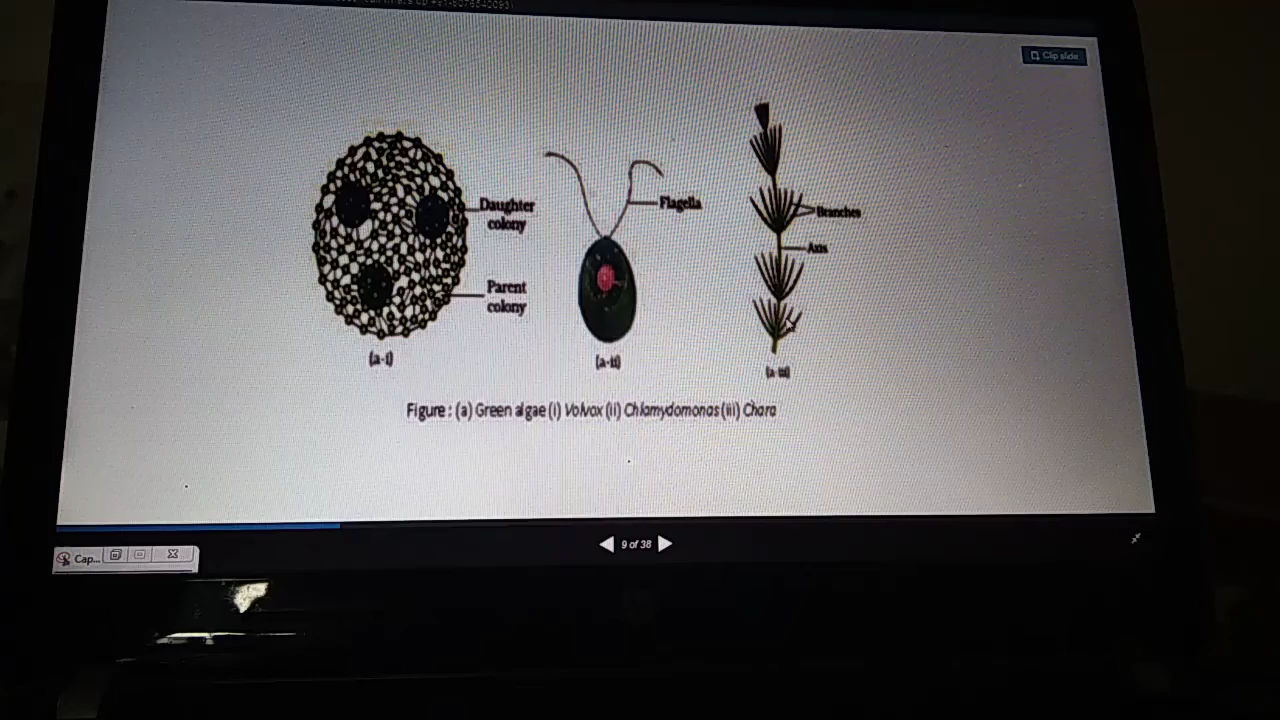 Clip slide
Daughter
colony
Parent
colony
(a-i)
Flagella
(a-ii)
Branches
Axis
(a-iii)
Figure : (a) Green algae (i) Volvox (ii) Chlamydomonas (iii) Chara
9 of 38
Cap...